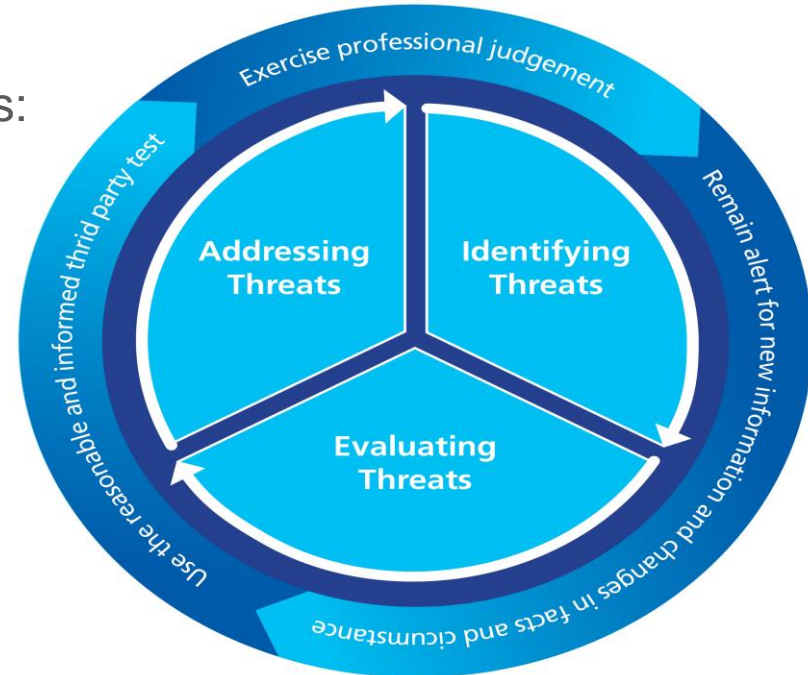 s:
Exercise professional judgement
Remain alert for new information and changes in facts and cicumstance
Use the reasonable and informed thrid party test
Addressing
Threats
Identifying
Threats
Evaluating
Threats